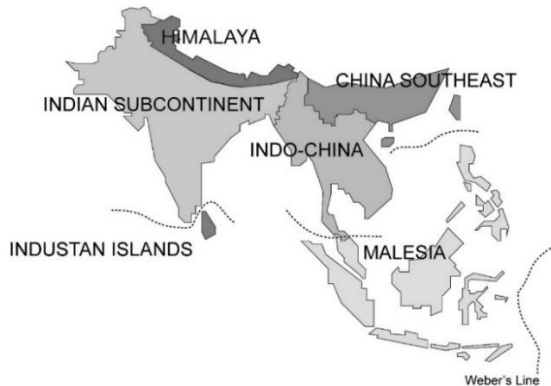 HIMALAYA
CHINA SOUTHEAST
INDIAN SUBCONTINENT
INDO-CHINA
INDUSTAN ISLANDS
MALESIA
Weber's Line